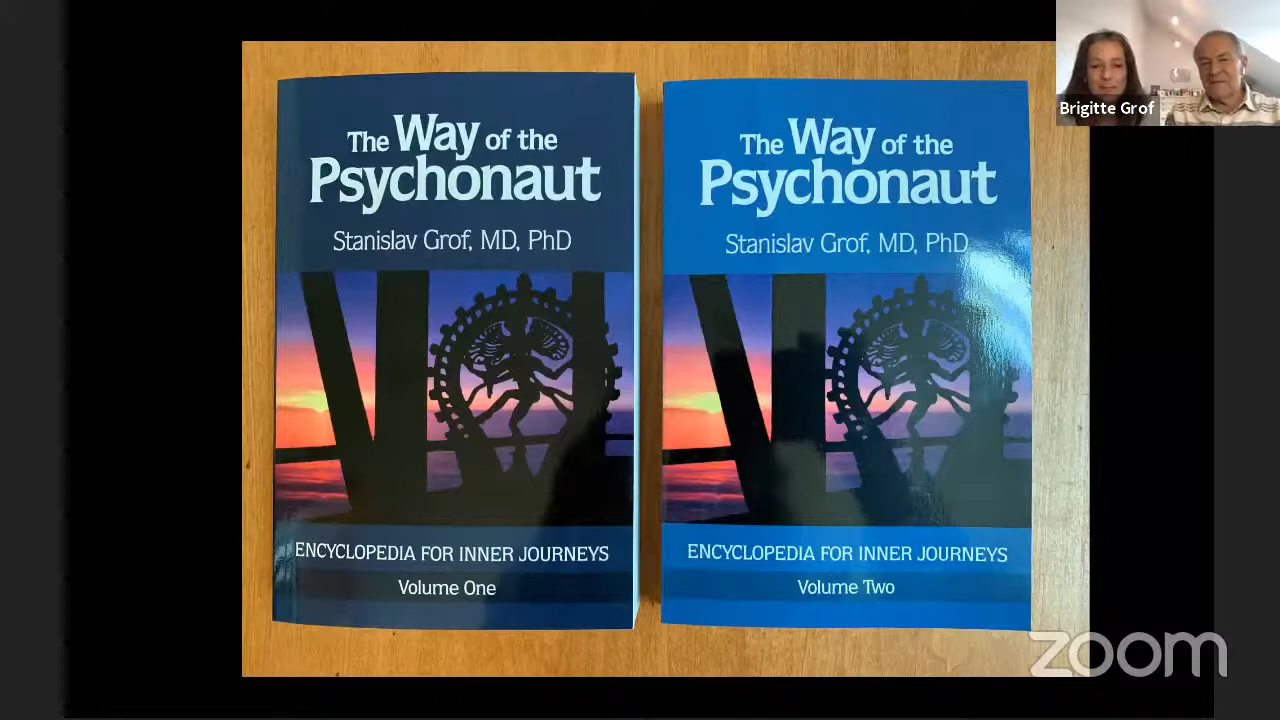 The Way of the
Psychonaut
Stanislav Grof, MD, PhD
ENCYCLOPEDIA FOR INNER JOURNEYS
Volume One
The Way of the
Psychonaut
Stanislav Grof, MD, PhD
ENCYCLOPEDIA FOR INNER JOURNEYS
Volume Two
Brigitte Grof
zoom